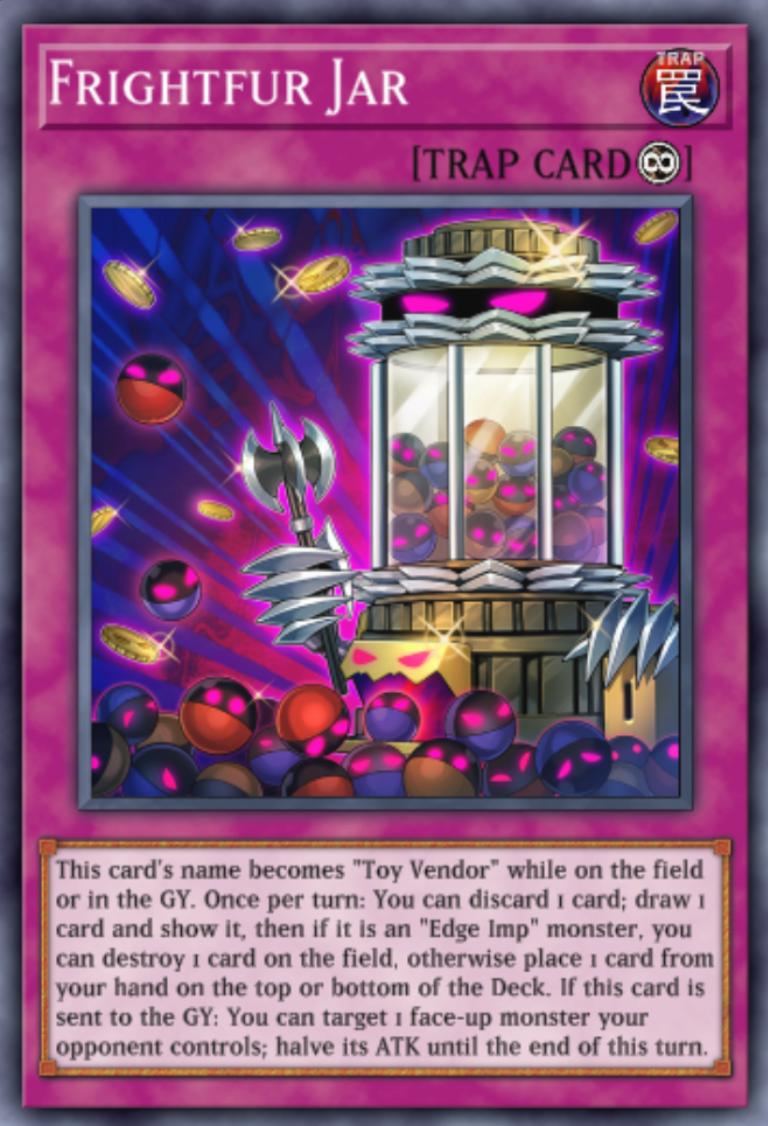 Frightfur Jar
TRAP
罠
[TRAP CARD]
This card's name becomes "Toy Vendor" while on the field
or in the GY. Once per turn: You can discard 1 card; draw 1
card and show it, then if it is an "Edge Imp" monster, you
can destroy 1 card on the field, otherwise place 1 card from
your hand on the top or bottom of the Deck. If this card is
sent to the GY: You can target 1 face-up monster your
opponent controls; halve its ATK until the end of this turn.